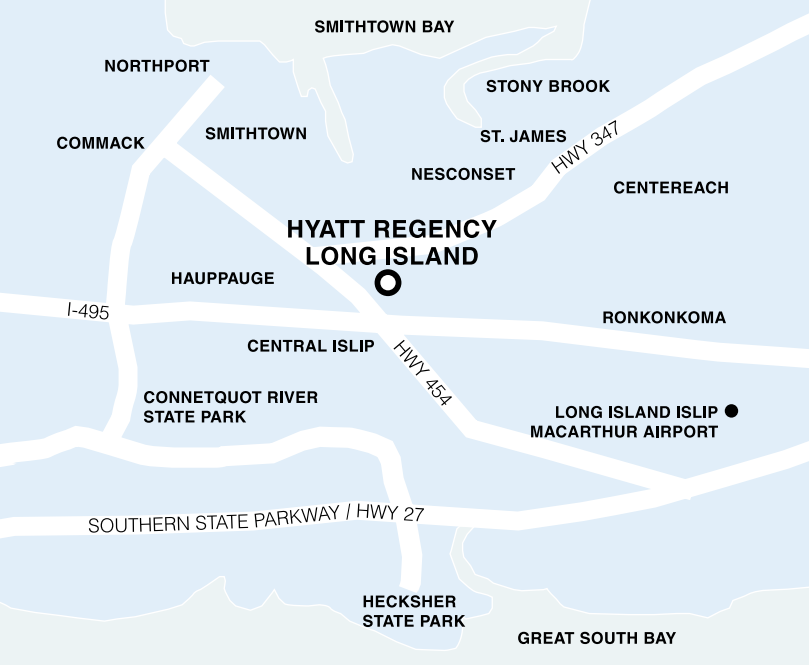 SMITHTOWN BAY
NORTHPORT
STONY BROOK
SMITHTOWN
ST. JAMES
HWY 347
COMMACK
NESCONSET
CENTEREACH
HYATT REGENCY
LONG ISLAND
HAUPPAUGE
I-495
RONKONKOMA
CENTRAL ISLIP
HWY 454
CONNETQUOT RIVER
STATE PARK
LONG ISLAND ISLIP
MACARTHUR AIRPORT
SOUTHERN STATE PARKWAY / HWY 27
HECKSHER
STATE PARK
GREAT SOUTH BAY